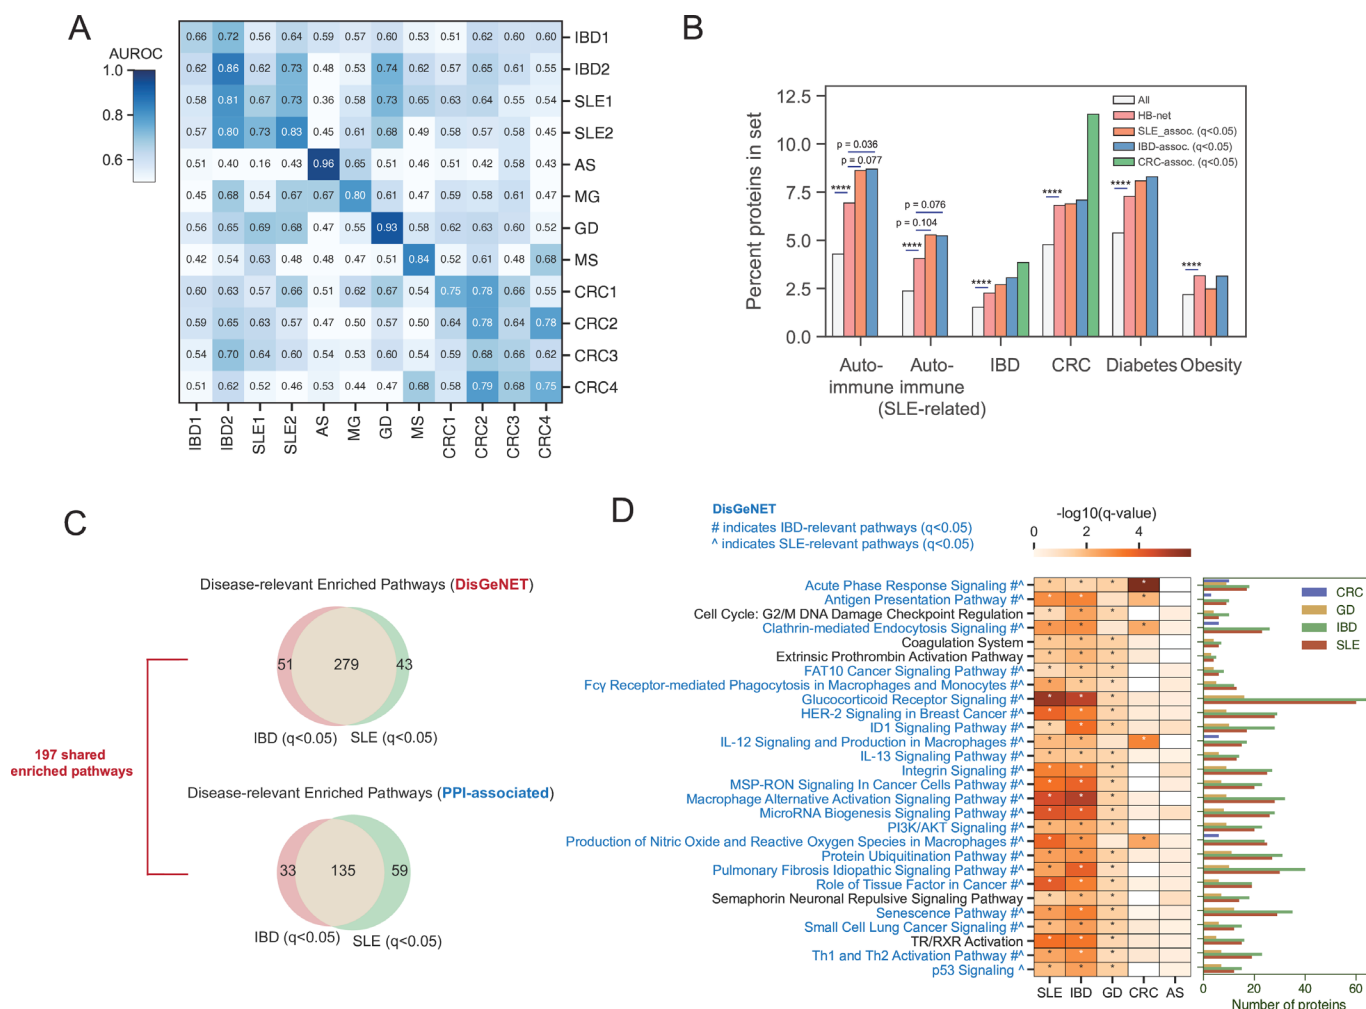 A
AUROC
1.0
0.8
0.6
0.66 0.72 0.56 0.64 0.59 0.57 0.60 0.53 0.51 0.62 0.60 0.60 IBD1
0.62 0.86 0.62 0.73 0.48 0.53 0.74 0.62 0.57 0.65 0.61 0.55 IBD2
0.58 0.81 0.67 0.73 0.36 0.58 0.73 0.65 0.63 0.64 0.55 0.54 SLE1
0.57 0.80 0.73 0.83 0.45 0.61 0.68 0.49 0.58 0.58 0.58 0.45 SLE2
0.51 0.40 0.16 0.43 0.96 0.65 0.51 0.46 0.51 0.42 0.58 0.43 AS
0.45 0.68 0.54 0.67 0.67 0.80 0.61 0.47 0.59 0.58 0.61 0.47 MG
0.56 0.65 0.69 0.68 0.47 0.55 0.93 0.58 0.62 0.63 0.60 0.52 GD
0.42 0.54 0.63 0.48 0.48 0.47 0.51 0.84 0.52 0.61 0.48 0.68 MS
0.60 0.63 0.57 0.66 0.51 0.62 0.67 0.54 0.75 0.78 0.66 0.55 CRC1
0.59 0.65 0.63 0.57 0.47 0.50 0.57 0.50 0.64 0.78 0.64 0.78 CRC2
0.54 0.70 0.64 0.60 0.54 0.53 0.60 0.54 0.59 0.68 0.66 0.62 CRC3
0.51 0.62 0.52 0.46 0.53 0.44 0.47 0.68 0.58 0.79 0.68 0.75 CRC4
IBD1 IBD2 SLE1 SLE2 AS MG GD MS CRC1 CRC2 CRC3 CRC4
B
Percent proteins in set
12.5
10.0
7.5
5.0
2.5
0.0
All
HB-net
SLE_assoc. (q<0.05)
IBD-assoc. (q<0.05)
CRC-assoc. (q<0.05)
p = 0.036
p = 0.077
****
p = 0.076
p = 0.104
****
****
****
****
****
Auto-immune
Auto-immune (SLE-related)
IBD
CRC
Diabetes
Obesity
C
Disease-relevant Enriched Pathways (DisGeNET)
51 279 43
IBD (q<0.05) SLE (q<0.05)
197 shared
enriched pathways
Disease-relevant Enriched Pathways (PPI-associated)
33 135 59
IBD (q<0.05) SLE (q<0.05)
D
DisGeNET
# indicates IBD-relevant pathways (q<0.05)
^ indicates SLE-relevant pathways (q<0.05)
-log10(q-value)
0 2 4
Acute Phase Response Signaling #^
Antigen Presentation Pathway #^
Cell Cycle: G2/M DNA Damage Checkpoint Regulation
Clathrin-mediated Endocytosis Signaling #^
Coagulation System
Extrinsic Prothrombin Activation Pathway
FAT10 Cancer Signaling Pathway #^
Fcγ Receptor-mediated Phagocytosis in Macrophages and Monocytes #^
Glucocorticoid Receptor Signaling #^
HER-2 Signaling in Breast Cancer #^
ID1 Signaling Pathway #^
IL-12 Signaling and Production in Macrophages #^
IL-13 Signaling Pathway #^
Integrin Signaling #^
MSP-RON Signaling In Cancer Cells Pathway #^
Macrophage Alternative Activation Signaling Pathway #^
MicroRNA Biogenesis Signaling Pathway #^
PI3K/AKT Signaling #^
Production of Nitric Oxide and Reactive Oxygen Species in Macrophages #^
Protein Ubiquitination Pathway #^
Pulmonary Fibrosis Idiopathic Signaling Pathway #^
Role of Tissue Factor in Cancer #^
Semaphorin Neuronal Repulsive Signaling Pathway
Senescence Pathway #^
Small Cell Lung Cancer Signaling #^
TR/RXR Activation
Th1 and Th2 Activation Pathway #^
p53 Signaling ^
SLE IBD GD CRC AS
CRC
GD
IBD
SLE
0 20 40 60
Number of proteins